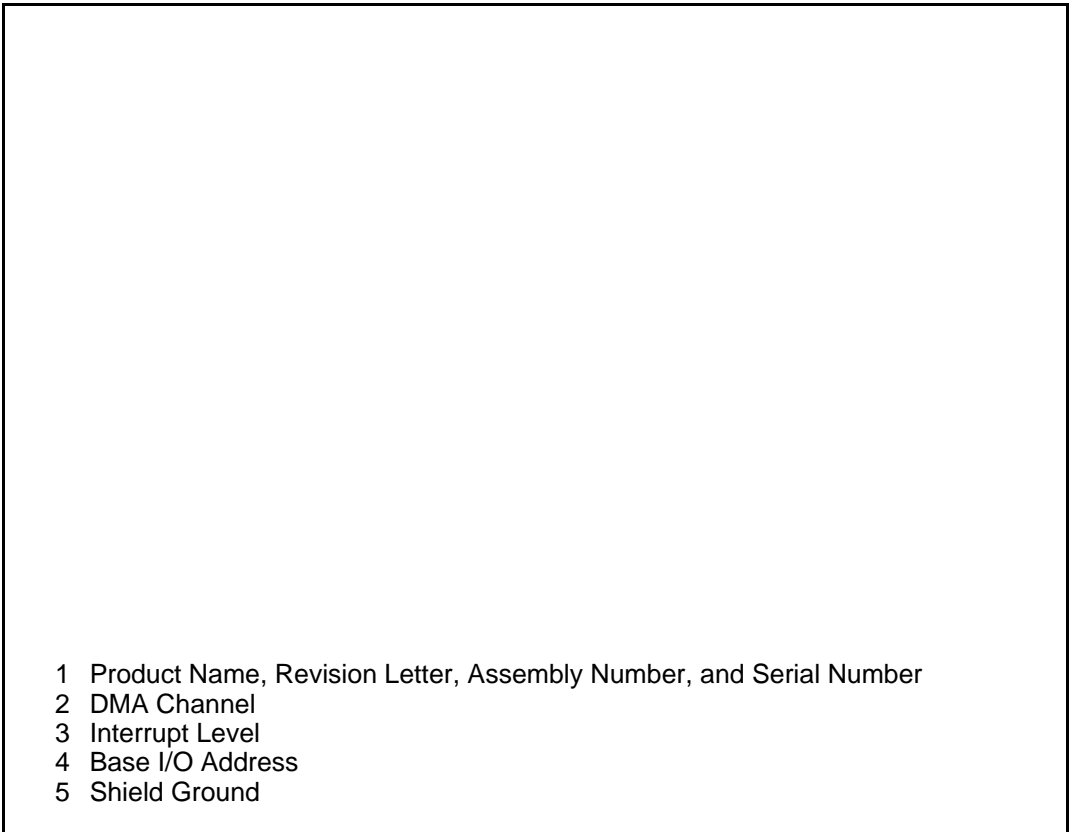 1 Product Name, Revision Letter, Assembly Number, and Serial Number
2 DMA Channel
3 Interrupt Level
4 Base I/O Address
5 Shield Ground